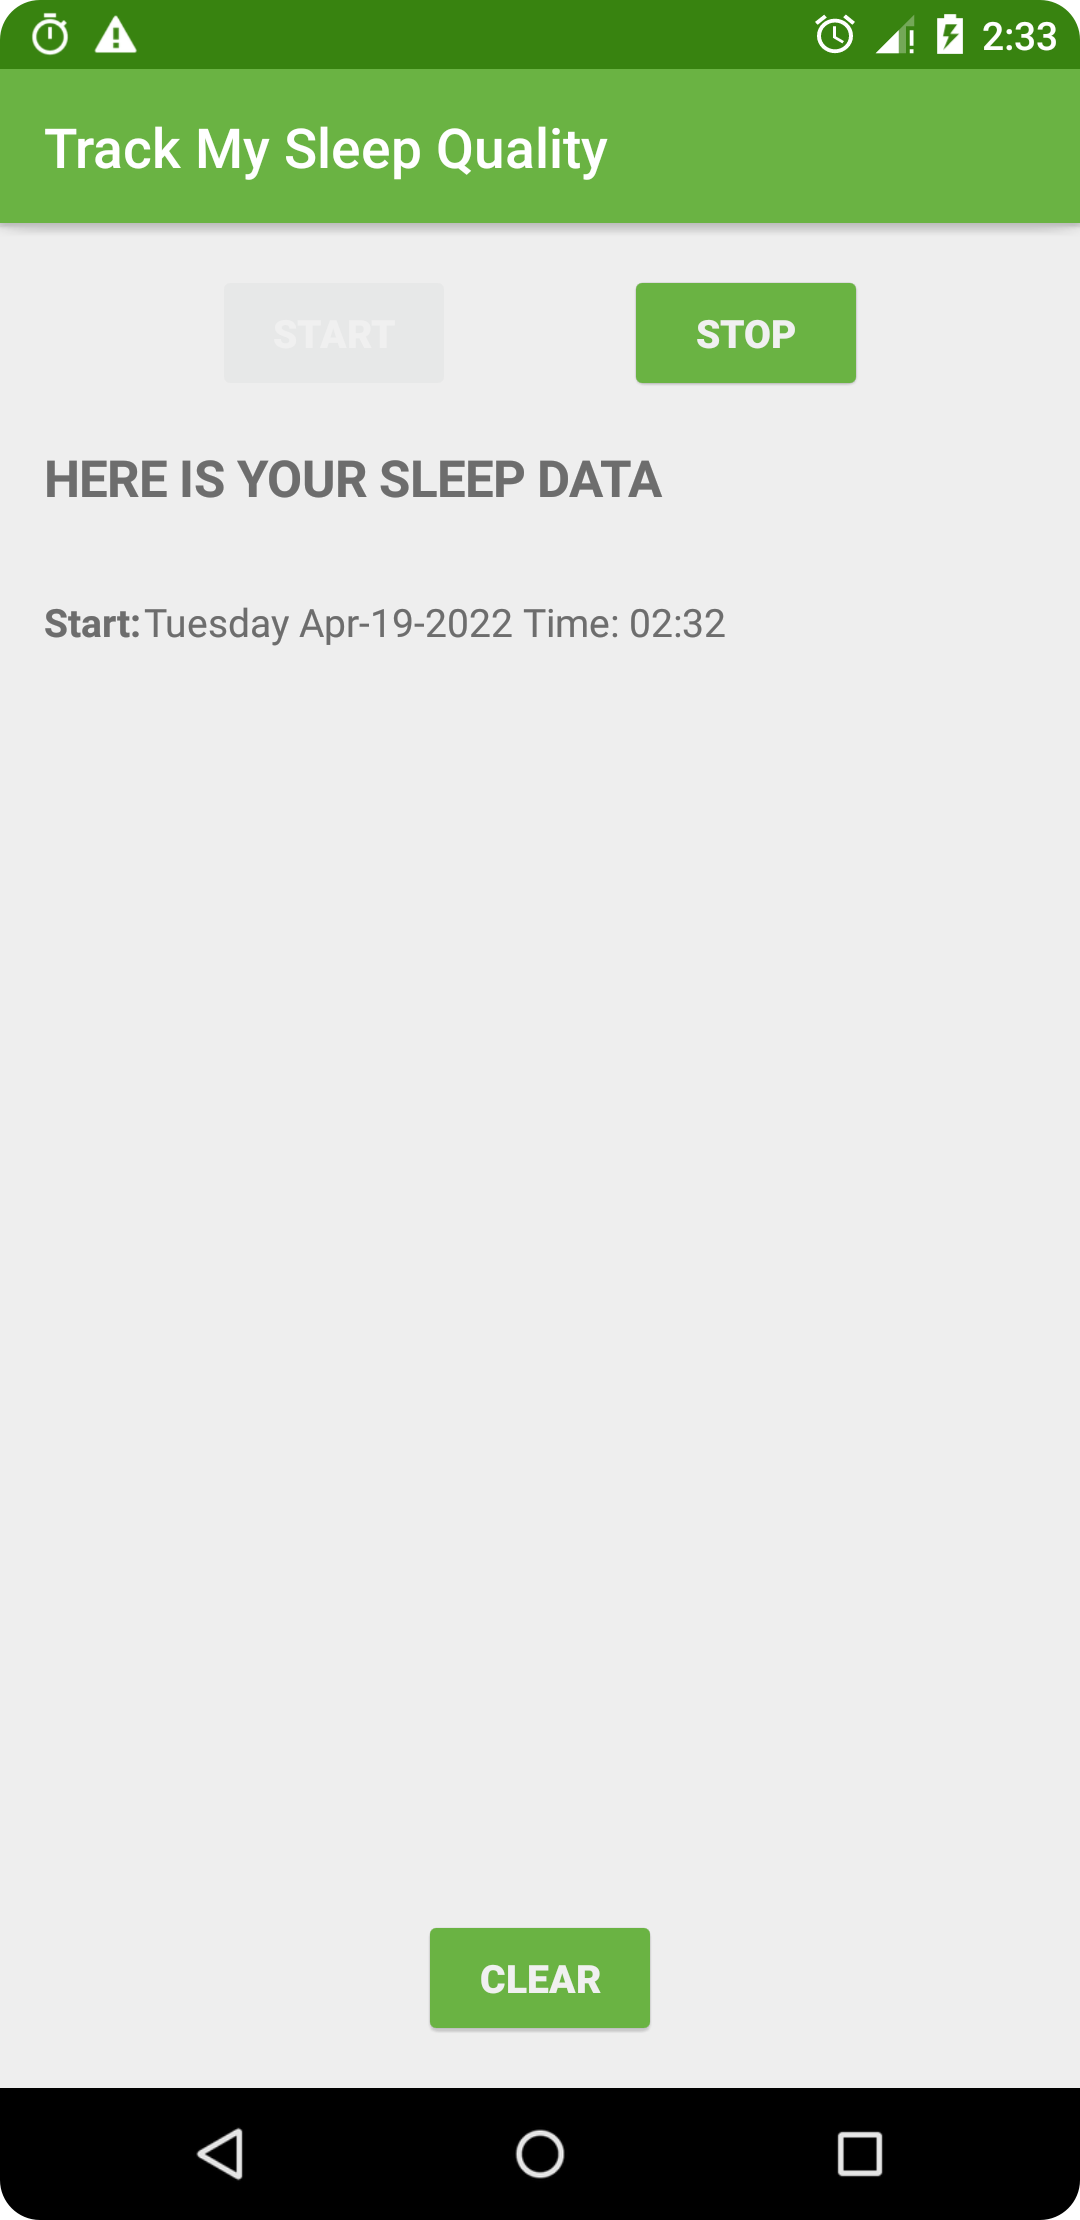 2:33
Track My Sleep Quality
START
STOP
HERE IS YOUR SLEEP DATA
Start: Tuesday Apr-19-2022 Time: 02:32
CLEAR